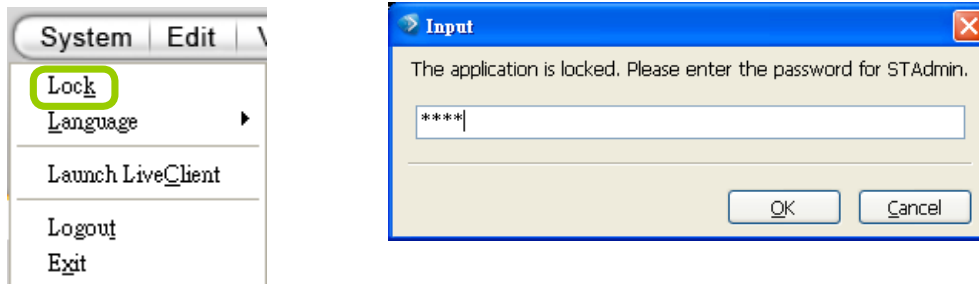 System Edit
Lock
Language
Launch LiveClient
Logout
Exit
Input
The application is locked. Please enter the password for STAdmin.
****
OK Cancel